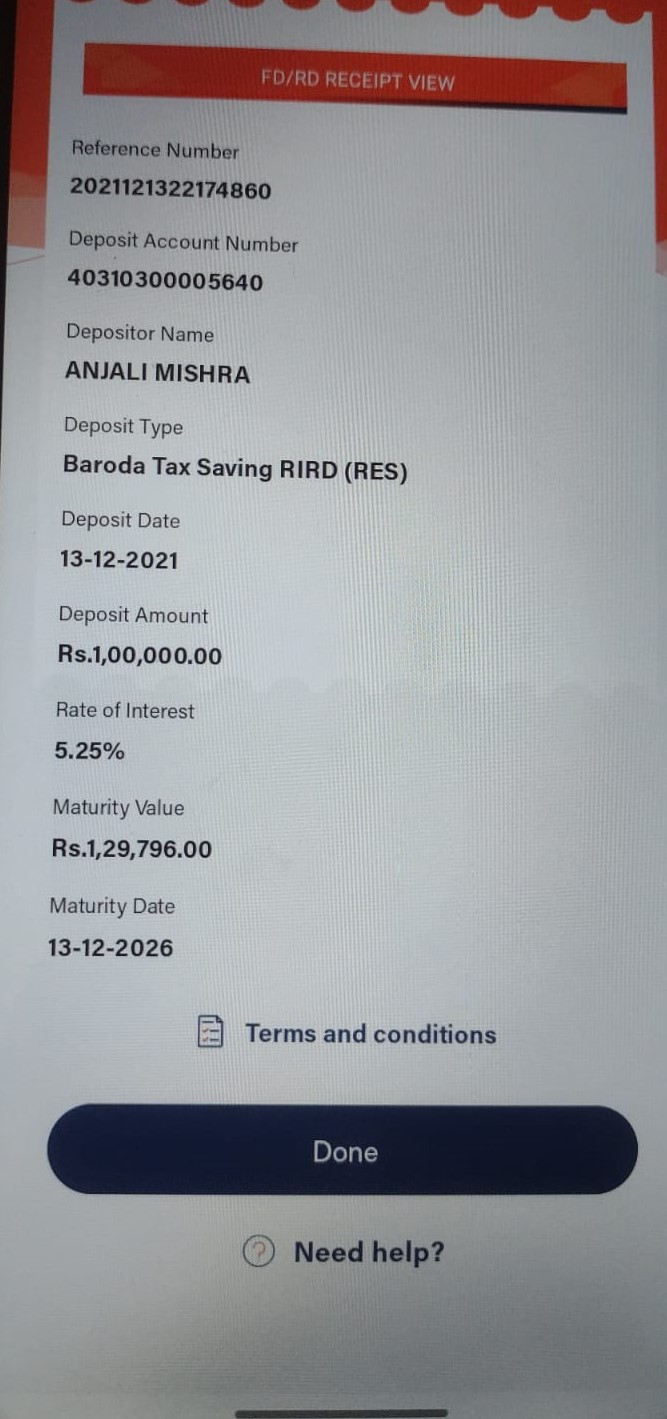 FD/RD RECEIPT VIEW
Reference Number
2021121322174860
Deposit Account Number
40310300005640
Depositor Name
ANJALI MISHRA
Deposit Type
Baroda Tax Saving RIRD (RES)
Deposit Date
13-12-2021
Deposit Amount
Rs.1,00,000.00
Rate of Interest
5.25%
Maturity Value
Rs.1,29,796.00
Maturity Date
13-12-2026
Terms and conditions
Done
? Need help?